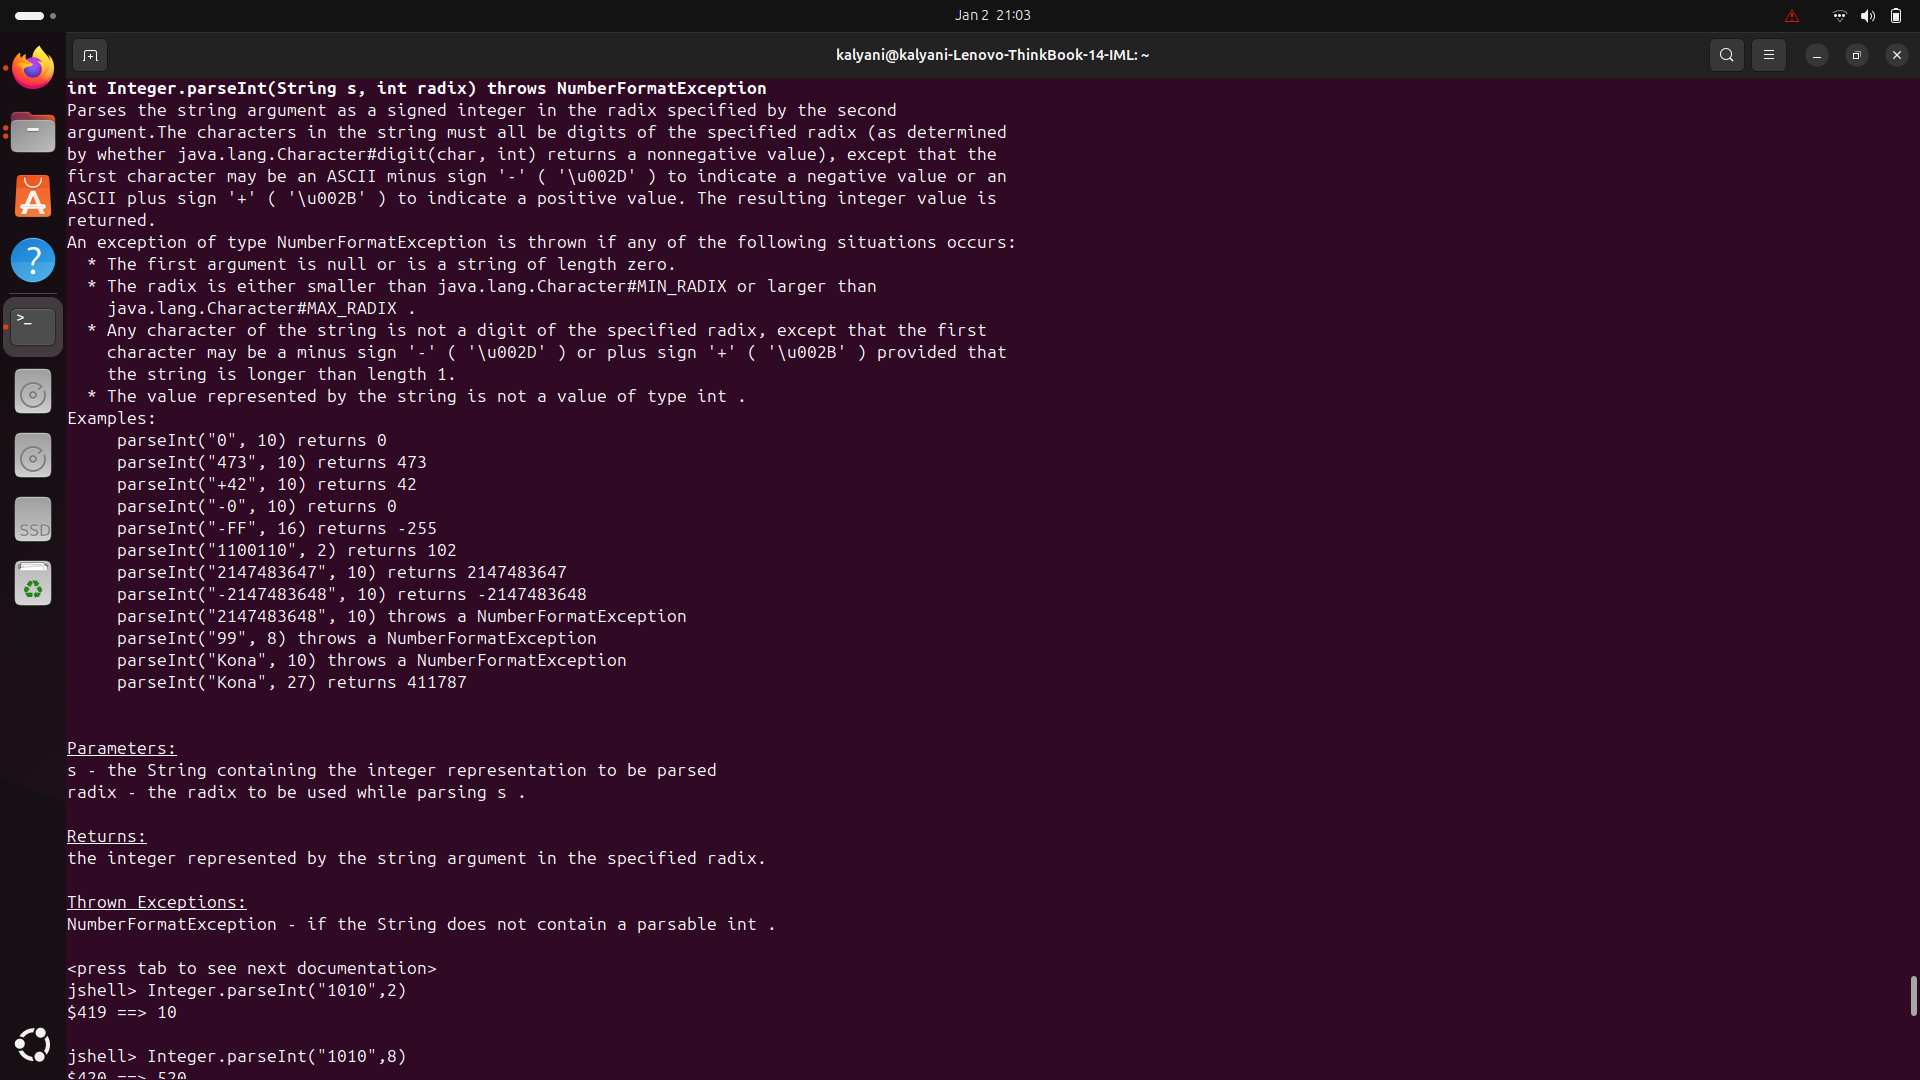 Jan 2 21:03
kalyani@kalyani-Lenovo-ThinkBook-14-IML: ~
int Integer.parseInt(String s, int radix) throws NumberFormatException
Parses the string argument as a signed integer in the radix specified by the second
argument.The characters in the string must all be digits of the specified radix (as determined
by whether java.lang.Character#digit(char, int) returns a nonnegative value), except that the
first character may be an ASCII minus sign '-' ( '\u002D' ) to indicate a negative value or an
ASCII plus sign '+' ( '\u002B' ) to indicate a positive value. The resulting integer value is
returned.
An exception of type NumberFormatException is thrown if any of the following situations occurs:
  * The first argument is null or is a string of length zero.
  * The radix is either smaller than java.lang.Character#MIN_RADIX or larger than
    java.lang.Character#MAX_RADIX .
  * Any character of the string is not a digit of the specified radix, except that the first
    character may be a minus sign '-' ( '\u002D' ) or plus sign '+' ( '\u002B' ) provided that
    the string is longer than length 1.
  * The value represented by the string is not a value of type int .
Examples:
     parseInt("0", 10) returns 0
     parseInt("473", 10) returns 473
     parseInt("+42", 10) returns 42
     parseInt("-0", 10) returns 0
     parseInt("-FF", 16) returns -255
     parseInt("1100110", 2) returns 102
     parseInt("2147483647", 10) returns 2147483647
     parseInt("-2147483648", 10) returns -2147483648
     parseInt("2147483648", 10) throws a NumberFormatException
     parseInt("99", 8) throws a NumberFormatException
     parseInt("Kona", 10) throws a NumberFormatException
     parseInt("Kona", 27) returns 411787
Parameters:
s - the String containing the integer representation to be parsed
radix - the radix to be used while parsing s .
Returns:
the integer represented by the string argument in the specified radix.
Thrown Exceptions:
NumberFormatException - if the String does not contain a parsable int .
<press tab to see next documentation>
jshell> Integer.parseInt("1010",2)
$419 ==> 10
jshell> Integer.parseInt("1010",8)
$420 ==> 520
SSD